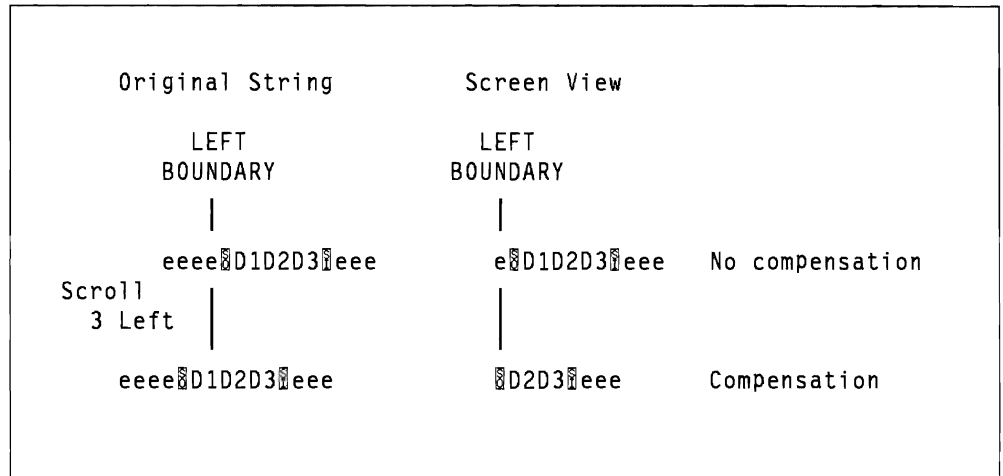 Original String Screen View
LEFT LEFT
BOUNDARY BOUNDARY
eeee␎D1D2D3␏eee e␎D1D2D3␏eee No compensation
Scroll
3 Left
eeee␎D1D2D3␏eee ␎D2D3␏eee Compensation